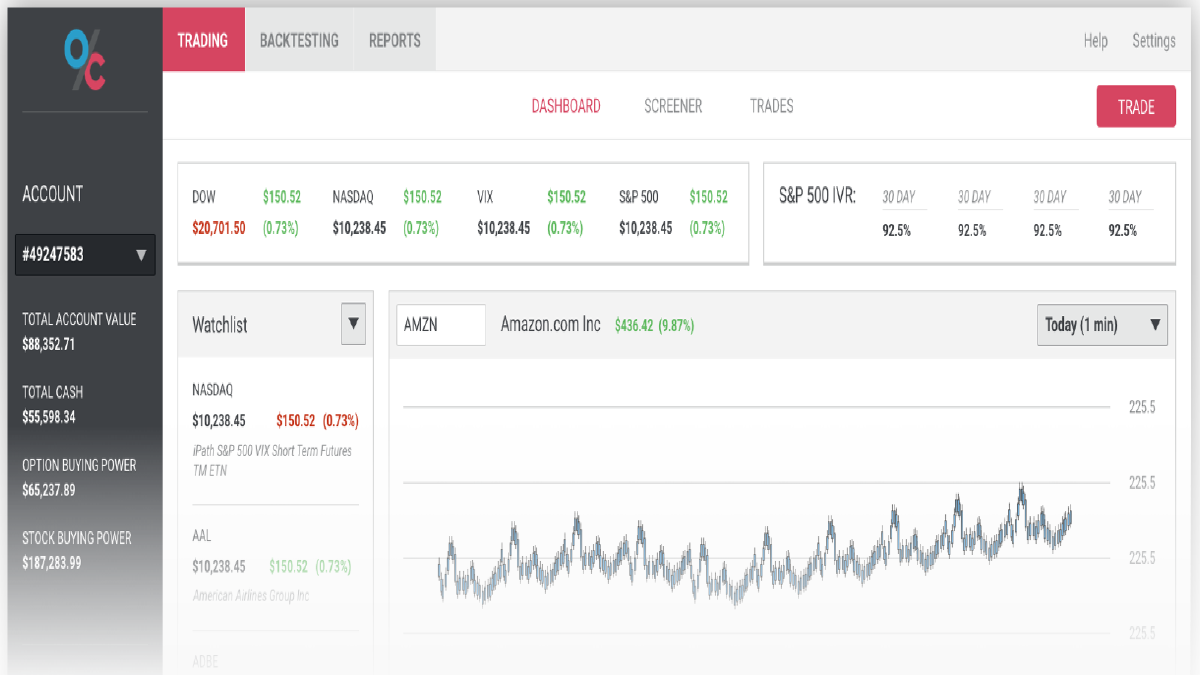 TRADING BACKTESTING REPORTS Help Settings
DASHBOARD SCREENER TRADES TRADE
ACCOUNT
#49247583 ▼
TOTAL ACCOUNT VALUE
$88,352.71
TOTAL CASH
$55,598.34
OPTION BUYING POWER
$65,237.89
STOCK BUYING POWER
$187,283.99
DOW $150.52 NASDAQ $150.52 VIX $150.52 S&P 500 $150.52
$20,701.50 (0.73%) $10,238.45 (0.73%) $10,238.45 (0.73%) $10,238.45 (0.73%)
S&P 500 IVR: 30 DAY 30 DAY 30 DAY 30 DAY
92.5% 92.5% 92.5% 92.5%
Watchlist ▼
NASDAQ
$10,238.45 $150.52 (0.73%)
iPath S&P 500 VIX Short Term Futures
TM ETN
AAL
$10,238.45 $150.52 (0.73%)
American Airlines Group Inc
ADBE
AMZN Amazon.com Inc $436.42 (9.87%) Today (1 min) ▼
225.5
225.5
225.5
225.5